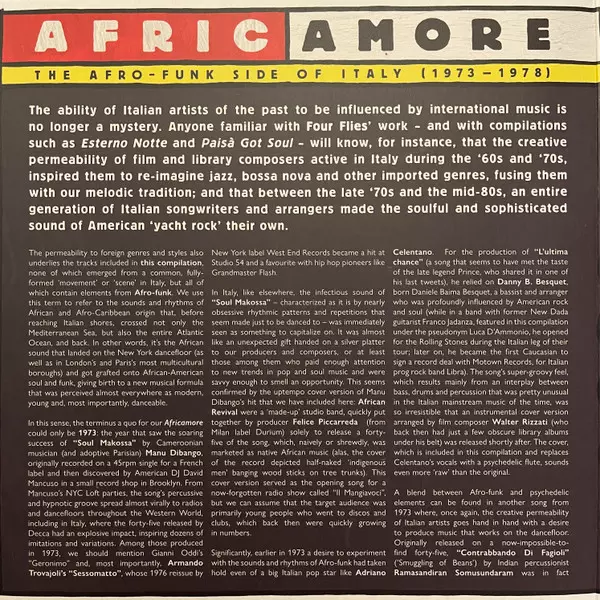 AFRICAMORE
THE AFRO-FUNK SIDE OF ITALY (1973–1978)
The ability of Italian artists of the past to be influenced by international music is
no longer a mystery. Anyone familiar with Four Flies' work – and with compilations
such as Esterno Notte and Paisà Got Soul – will know, for instance, that the creative
permeability of film and library composers active in Italy during the '60s and '70s,
inspired them to re-imagine jazz, bossa nova and other imported genres, fusing them
with our melodic tradition; and that between the late '70s and the mid-80s, an entire
generation of Italian songwriters and arrangers made the soulful and sophisticated
sound of American 'yacht rock' their own.
The permeability to foreign genres and styles also
underlies the tracks included in this compilation,
none of which emerged from a common, fully-
formed 'movement' or 'scene' in Italy, but all of
which contain elements from Afro-funk. We use
this term to refer to the sounds and rhythms of
African and Afro-Caribbean origin that, before
reaching Italian shores, crossed not only the
Mediterranean Sea, but also the entire Atlantic
Ocean, and back. In other words, it's the African
sound that landed on the New York dancefloor (as
well as in London's and Paris's most multicultural
boroughs) and got grafted onto African-American
soul and funk, giving birth to a new musical formula
that was perceived almost everywhere as modern,
young and, most importantly, danceable.
In this sense, the terminus a quo for our Africamore
could only be 1973: the year that saw the soaring
success of "Soul Makossa" by Cameroonian
musician (and adoptive Parisian) Manu Dibango,
originally recorded on a 45rpm single for a French
label and then discovered by American DJ David
Mancuso in a small record shop in Brooklyn. From
Mancuso's NYC Loft parties, the song's percussive
and hypnotic groove spread almost virally to radios
and dancefloors throughout the Western World,
including in Italy, where the forty-five released by
Decca had an explosive impact, inspiring dozens of
imitations and variations. Among those produced
in 1973, we should mention Gianni Oddi's
"Geronimo" and, most importantly, Armando
Trovajoli's "Sessomatto", whose 1976 reissue by
New York label West End Records became a hit at
Studio 54 and a favourite with hip hop pioneers like
Grandmaster Flash.
In Italy, like elsewhere, the infectious sound of
"Soul Makossa" – characterized as it is by nearly
obsessive rhythmic patterns and repetitions that
seem made just to be danced to – was immediately
seen as something to capitalize on. It was almost
like an unexpected gift handed on a silver platter
to our producers and composers, or at least
those among them who paid enough attention
to new trends in pop and soul music and were
savvy enough to smell an opportunity. This seems
confirmed by the uptempo cover version of Manu
Dibango's hit that we have included here: African
Revival were a 'made-up' studio band, quickly put
together by producer Felice Piccarreda (from
Milan label Durium) solely to release a forty-
five of the song, which, naively or shrewdly, was
marketed as native African music (alas, the cover
of the record depicted half-naked 'indigenous
men' banging wood sticks on tree trunks). This
cover version served as the opening song for a
now-forgotten radio show called "Il Mangiavoci",
but we can assume that the target audience was
primarily young people who went to discos and
clubs, which back then were quickly growing
in numbers.
Significantly, earlier in 1973 a desire to experiment
with the sounds and rhythms of Afro-funk had taken
hold even of a big Italian pop star like Adriano
Celentano. For the production of "L'ultima
chance" (a song that seems to have met the taste
of the late legend Prince, who shared it in one of
his last tweets), he relied on Danny B. Besquet,
born Daniele Baima Besquet, a bassist and arranger
who was profoundly influenced by American rock
and soul (while in a band with former New Dada
guitarist Franco Jadanza, featured in this compilation
under the pseudonym Luca D'Ammonio, he opened
for the Rolling Stones during the Italian leg of their
tour; later on, he became the first Caucasian to
sign a record deal with Motown Records, for Italian
prog rock band Libra). The song's super-groovy feel,
which results mainly from an interplay between
bass, drums and percussion that was pretty unusual
in the Italian mainstream music of the time, was
so irresistible that an instrumental cover version
arranged by film composer Walter Rizzati (who
back then had just a few obscure library albums
under his belt) was released shortly after. The cover,
which is included in this compilation and replaces
Celentano's vocals with a psychedelic flute, sounds
even more 'raw' than the original.
A blend between Afro-funk and psychedelic
elements can be found in another song from
1973 where, once again, the creative permeability
of Italian artists goes hand in hand with a desire
to produce music that works on the dancefloor.
Originally released on a now-impossible-to-
find forty-five, "Contrabbando Di Fagioli"
('Smuggling of Beans') by Indian percussionist
Ramasandiran Somusundaram was in fact